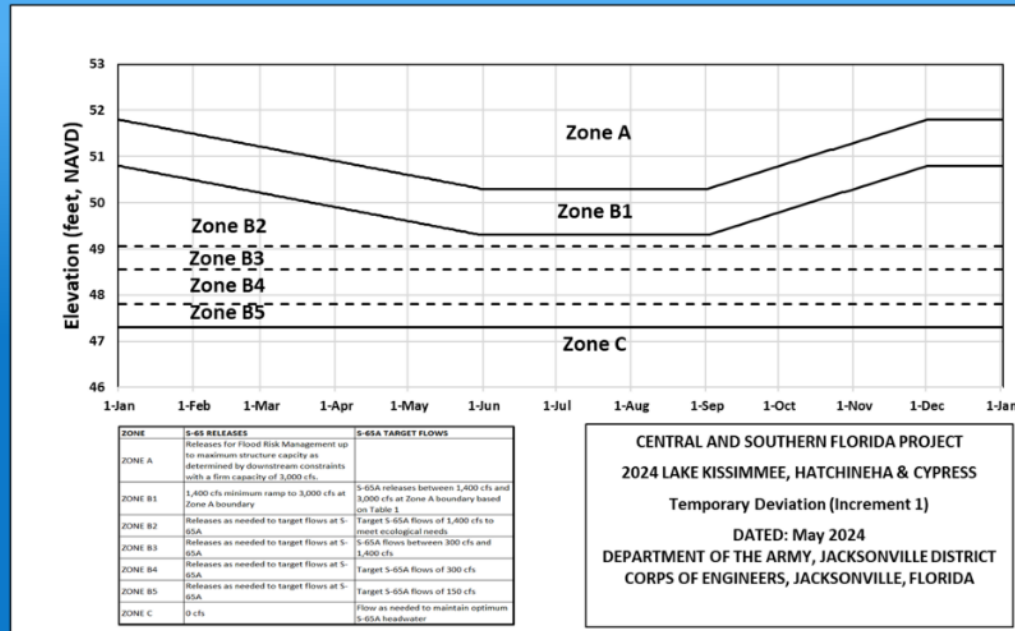 53
52
51
50
49
48
47
46
Elevation (feet, NAVD)
Zone A
Zone B1
Zone B2
Zone B3
Zone B4
Zone B5
Zone C
1-Jan 1-Feb 1-Mar 1-Apr 1-May 1-Jun 1-Jul 1-Aug 1-Sep 1-Oct 1-Nov 1-Dec 1-Jan
ZONE S-65 RELEASES S-65A TARGET FLOWS
ZONE A
Releases for Flood Risk Management up
to maximum structure capcity as
determined by downstream constraints
with a firm capacity of 3,000 cfs.
ZONE B1
1,400 cfs minimum ramp to 3,000 cfs at
Zone A boundary
S-65A releases between 1,400 cfs and
3,000 cfs at Zone A boundary based
on Table 1
ZONE B2
Releases as needed to target flows at S-
65A
Target S-65A flows of 1,400 cfs to
meet ecological needs
ZONE B3
Releases as needed to target flows at S-
65A
S-65A flows between 300 cfs and
1,400 cfs
ZONE B4
Releases as needed to target flows at S-
65A
Target S-65A flows of 300 cfs
ZONE B5
Releases as needed to target flows at S-
65A
Target S-65A flows of 150 cfs
ZONE C
0 cfs
Flow as needed to maintain optimum
S-65A headwater
CENTRAL AND SOUTHERN FLORIDA PROJECT
2024 LAKE KISSIMMEE, HATCHINEHA & CYPRESS
Temporary Deviation (Increment 1)
DATED: May 2024
DEPARTMENT OF THE ARMY, JACKSONVILLE DISTRICT
CORPS OF ENGINEERS, JACKSONVILLE, FLORIDA